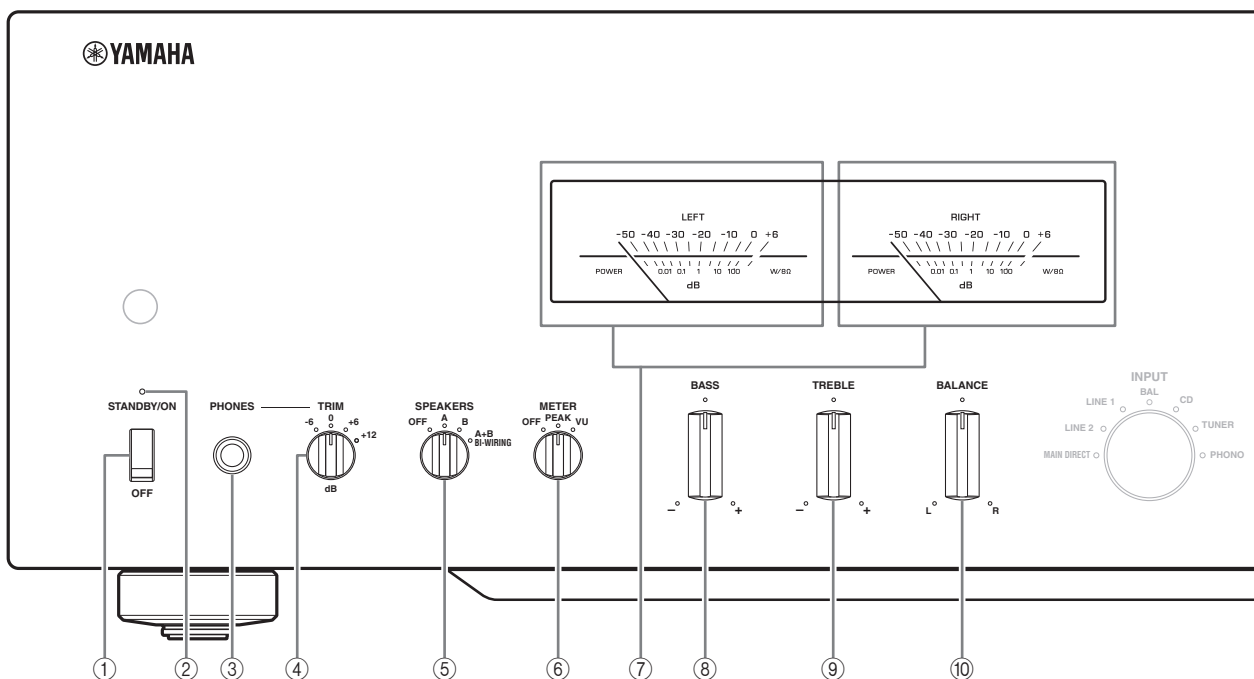 YAMAHA
LEFT
-50 -40 -30 -20 -10 0 +6
POWER 0.01 0.1 1 10 100 W/8Ω
dB
RIGHT
-50 -40 -30 -20 -10 0 +6
POWER 0.01 0.1 1 10 100 W/8Ω
dB
STANDBY/ON
OFF
PHONES
TRIM
-6 0 +6 +12
dB
SPEAKERS
OFF A B A+B
BI-WIRING
METER
OFF PEAK VU
BASS
− +
TREBLE
− +
BALANCE
L R
INPUT
MAIN DIRECT LINE 2 LINE 1 BAL CD TUNER PHONO
① ② ③ ④ ⑤ ⑥ ⑦ ⑧ ⑨ ⑩